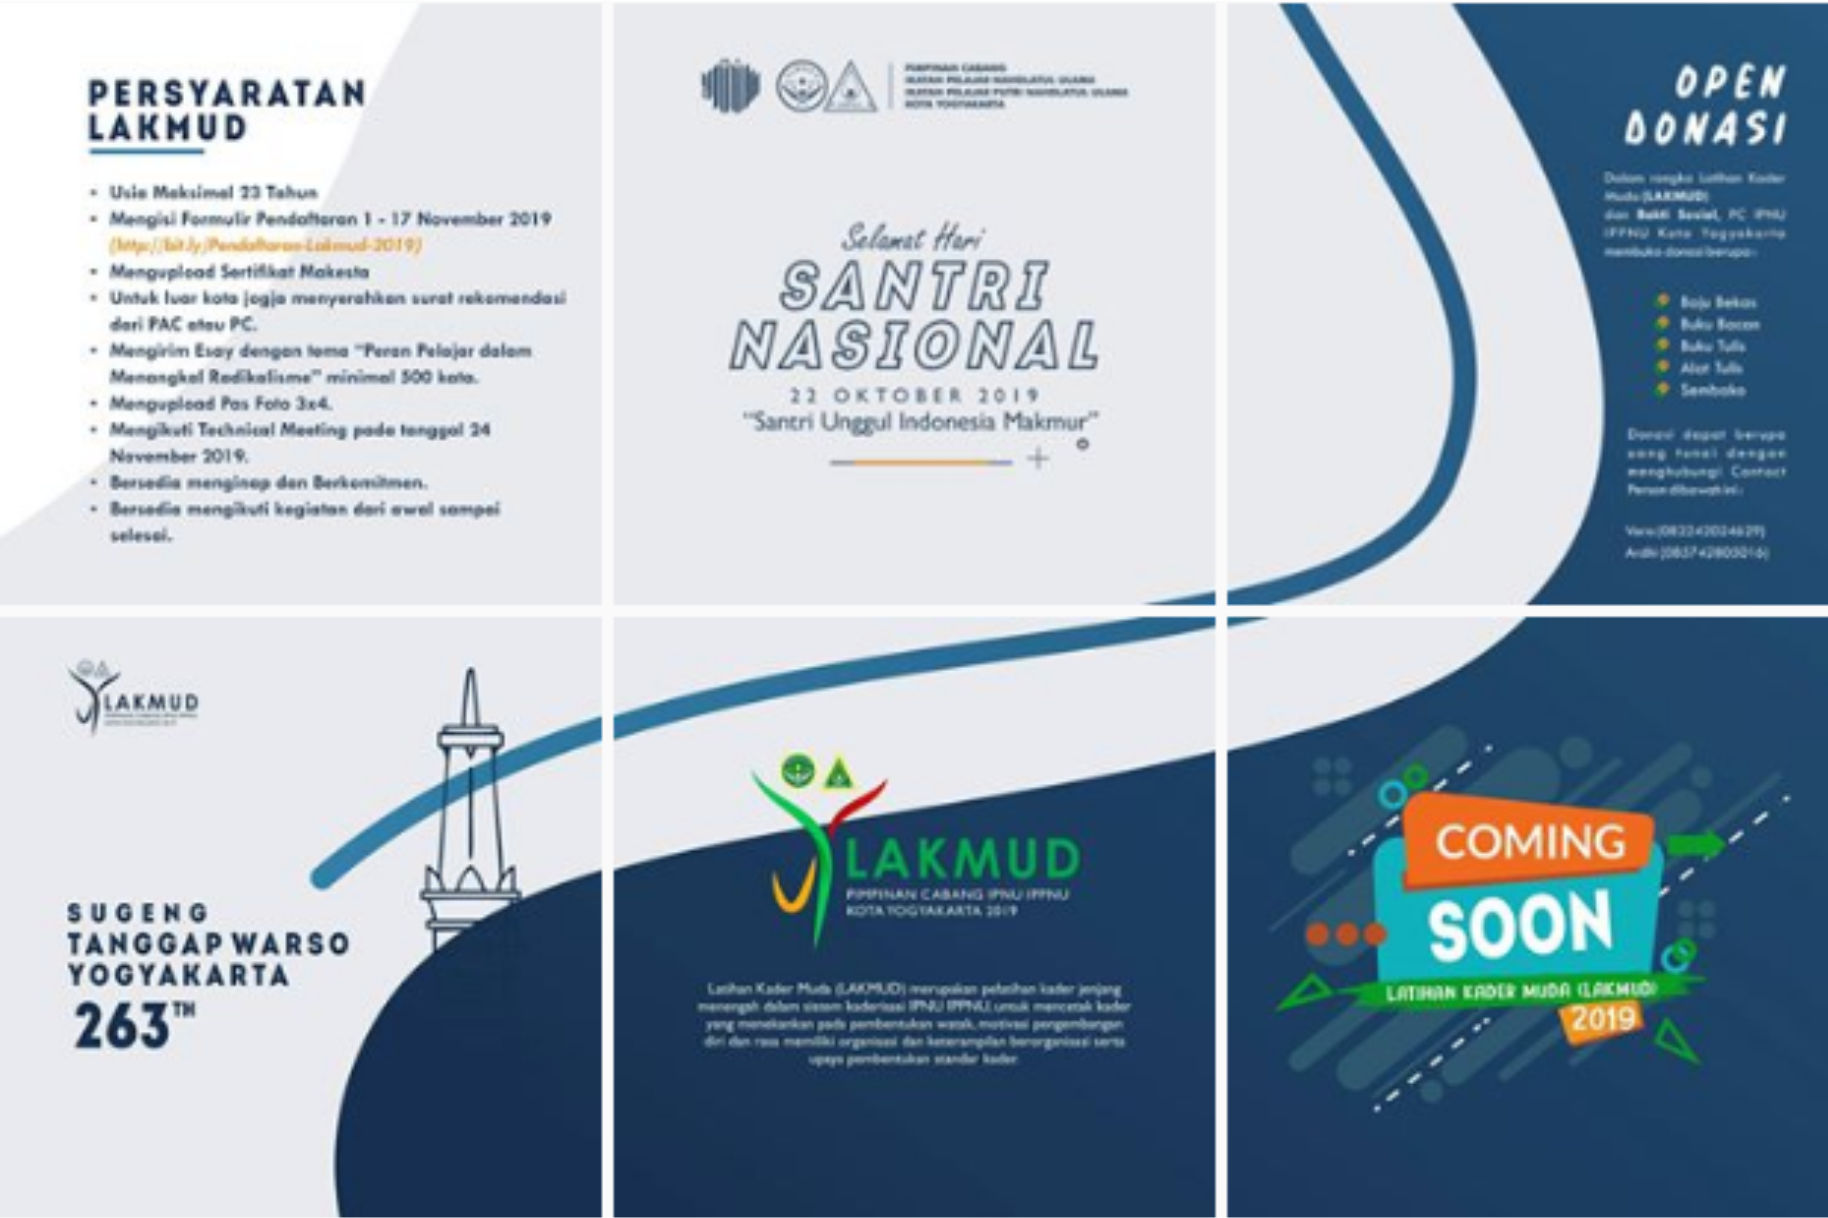 PERSYARATAN
LAKMUD
• Usia Maksimal 23 Tahun
• Mengisi Formulir Pendaftaran 1 - 17 November 2019
(http://bit.ly/Pendaftaran-Lakmud-2019)
• Mengupload Sertifikat Makesta
• Untuk luar kota jogja menyerahkan surat rekomendasi
dari PAC atau PC.
• Mengirim Esay dengan tema "Peran Pelajar dalam
Menangkal Radikalisme" minimal 500 kata.
• Mengupload Pas Foto 3x4.
• Mengikuti Technical Meeting pada tanggal 24
November 2019.
• Bersedia menginap dan Berkomitmen.
• Bersedia mengikuti kegiatan dari awal sampai
selesai.
PIMPINAN CABANG
IKATAN PELAJAR NAHDLATUL ULAMA
IKATAN PELAJAR PUTRI NAHDLATUL ULAMA
KOTA YOGYAKARTA
Selamat Hari
SANTRI
NASIONAL
22 OKTOBER 2019
"Santri Unggul Indonesia Makmur"
OPEN
DONASI
Dalam rangka Latihan Kader
Muda (LAKMUD)
dan Bakti Sosial, PC IPNU
IPPNU Kota Yogyakarta
membuka donasi berupa :
Baju Bekas
Buku Bacan
Buku Tulis
Alat Tulis
Sembako
Donasi dapat berupa
uang tunai dengan
menghubungi Contact
Person dibawah ini :
Vara (082242024629)
Ardhi (085742805016)
LAKMUD
SUGENG
TANGGAP WARSO
YOGYAKARTA
263TH
LAKMUD
PIMPINAN CABANG IPNU IPPNU
KOTA YOGYAKARTA 2019
Latihan Kader Muda (LAKMUD) merupakan pelatihan kader jenjang
menengah dalam sistem kaderisasi IPNU IPPNU untuk mencetak kader
yang menekankan pada pembentukan watak, motivasi pengembangan
diri dan rasa memiliki organisasi dan keterampilan berorganisasi serta
upaya pembentukan standar kader.
COMING
SOON
LATIHAN KADER MUDA (LAKMUD)
2019